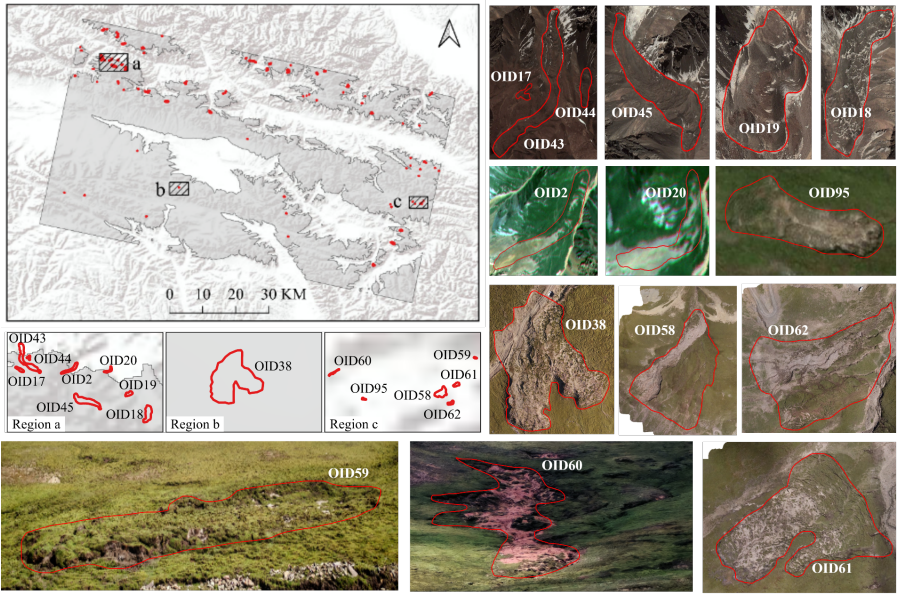 a
b
c
0 10 20 30 KM
OID17
OID44
OID43
OID45
OID19
OID18
OID2
OID20
OID95
OID38
OID58
OID62
OID43
OID44
OID20
OID17
OID2
OID19
OID45
OID18
Region a
OID38
Region b
OID60
OID59
OID61
OID95
OID58
OID62
Region c
OID59
OID60
OID61